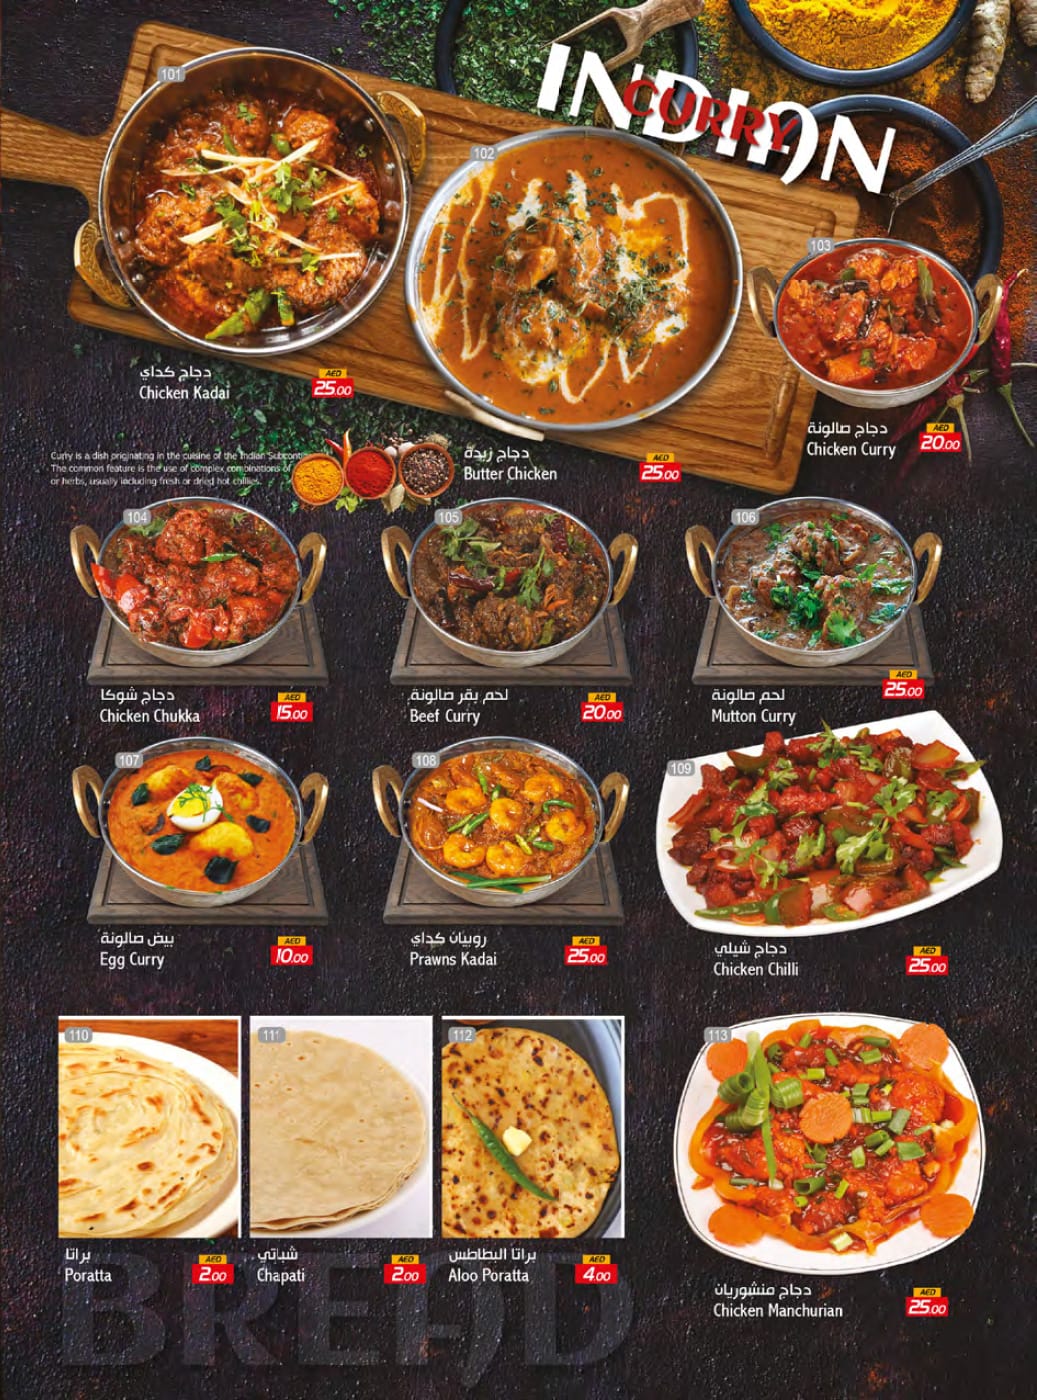 INDIAN
CURRY
101
دجاج كداي
Chicken Kadai
AED
25.00
102
دجاج زبدة
Butter Chicken
AED
25.00
103
دجاج صالونة
Chicken Curry
AED
20.00
Curry is a dish priginating in the cuisine of the Indian Subconti
The common feature is the use of complex combinations of
or herbs, usually including fresh or dried hot chillies.
104
دجاج شوكا
Chicken Chukka
AED
15.00
105
لحم بقر صالونة
Beef Curry
AED
20.00
106
لحم صالونة
Mutton Curry
AED
25.00
107
بيض صالونة
Egg Curry
AED
10.00
108
روبيان كداي
Prawns Kadai
AED
25.00
109
دجاج شيلي
Chicken Chilli
AED
25.00
110
براتا
Poratta
AED
2.00
111
شباتي
Chapati
AED
2.00
112
براتا البطاطس
Aloo Poratta
AED
4.00
113
دجاج منشوريان
Chicken Manchurian
AED
25.00
BREAD